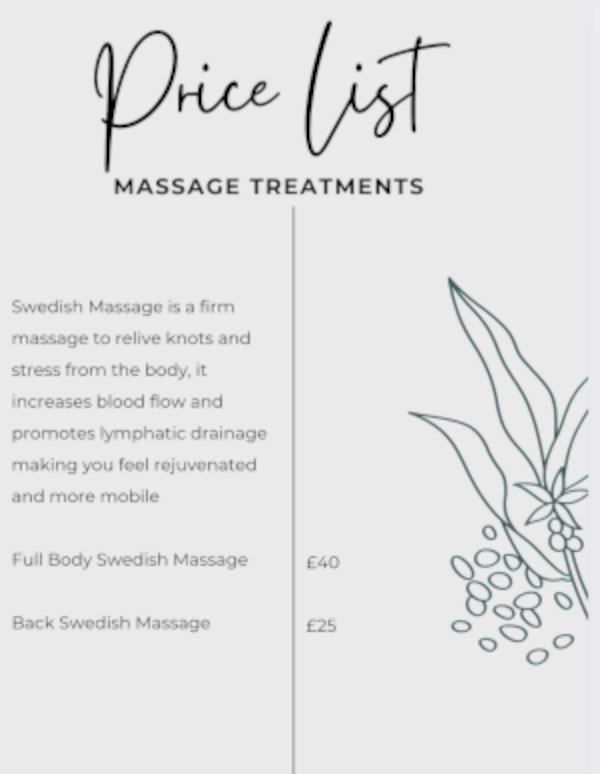 Price List
MASSAGE TREATMENTS
Swedish Massage is a firm
massage to relive knots and
stress from the body, it
increases blood flow and
promotes lymphatic drainage
making you feel rejuvenated
and more mobile
Full Body Swedish Massage £40
Back Swedish Massage £25